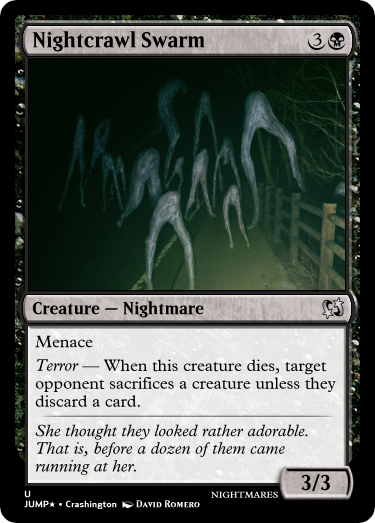 Nightcrawl Swarm 3
Creature — Nightmare
Menace
Terror — When this creature dies, target
opponent sacrifices a creature unless they
discard a card.
She thought they looked rather adorable.
That is, before a dozen of them came
running at her.
3/3
U
NIGHTMARES
JUMP★ • Crashington DAVID ROMERO